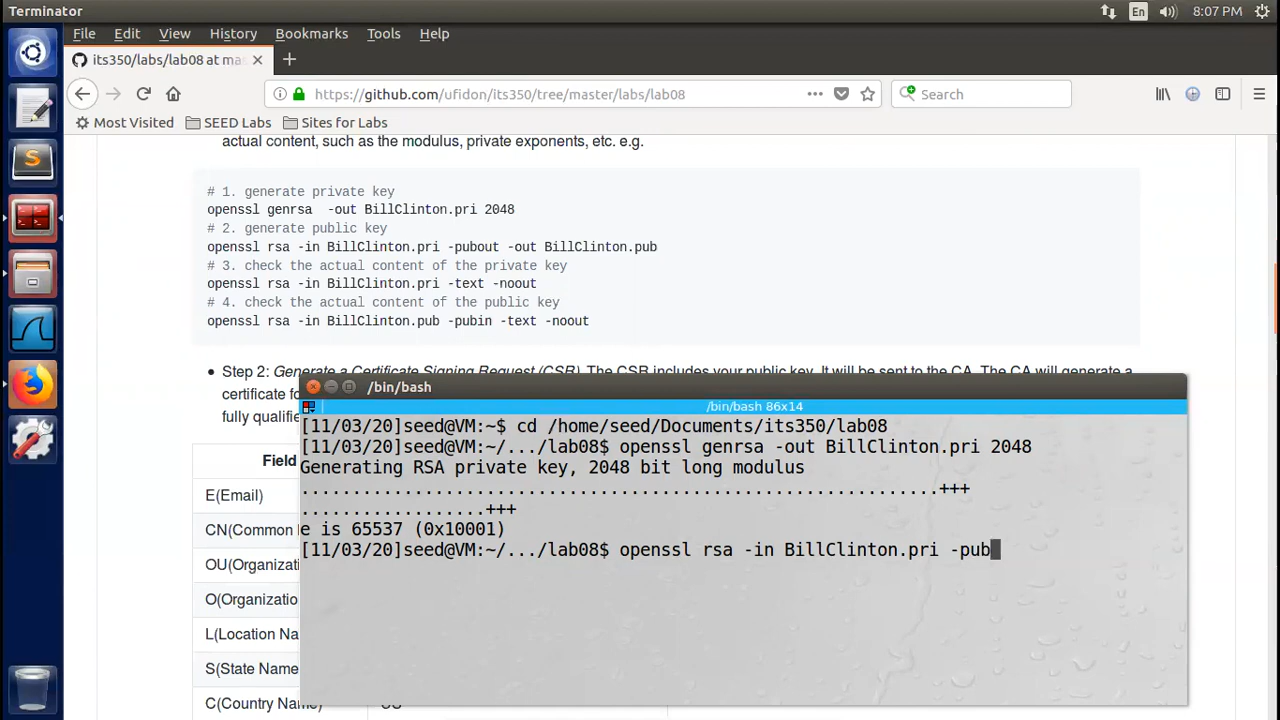 Terminator
En
8:07 PM
File Edit View History Bookmarks Tools Help
its350/labs/lab08 at mas
https://github.com/ufidon/its350/tree/master/labs/lab08
Search
Most Visited SEED Labs Sites for Labs
actual content, such as the modulus, private exponents, etc. e.g.
# 1. generate private key
openssl genrsa  -out BillClinton.pri 2048
# 2. generate public key
openssl rsa -in BillClinton.pri -pubout -out BillClinton.pub
# 3. check the actual content of the private key
openssl rsa -in BillClinton.pri -text -noout
# 4. check the actual content of the public key
openssl rsa -in BillClinton.pub -pubin -text -noout
Step 2: Generate a Certificate Signing Request (CSR). The CSR includes your public key. It will be sent to the CA. The CA will generate a
certificate fo
fully qualifie
/bin/bash
/bin/bash 86x14
[11/03/20]seed@VM:~$ cd /home/seed/Documents/its350/lab08
[11/03/20]seed@VM:~/.../lab08$ openssl genrsa -out BillClinton.pri 2048
Generating RSA private key, 2048 bit long modulus
..............................................................+++
..................+++
e is 65537 (0x10001)
[11/03/20]seed@VM:~/.../lab08$ openssl rsa -in BillClinton.pri -pub
Field
E(Email)
CN(Common
OU(Organizatio
O(Organizatio
L(Location Na
S(State Name
C(Country Name)